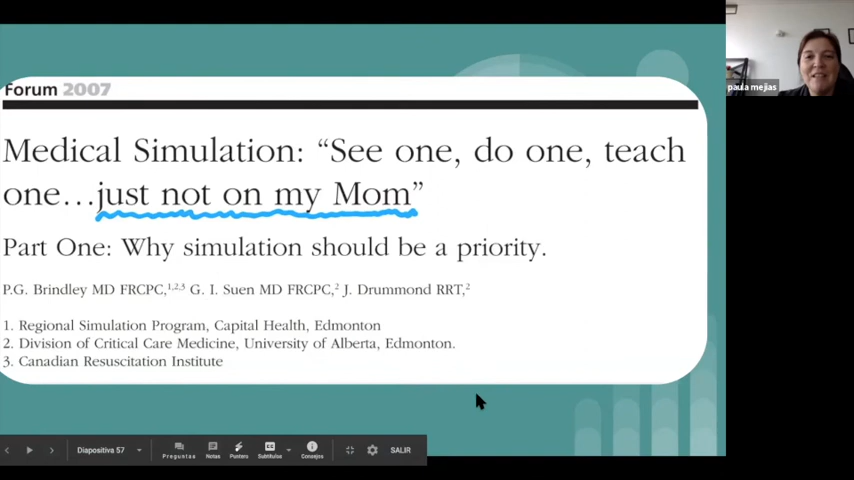 Forum 2007
Medical Simulation: “See one, do one, teach
one…just not on my Mom”
Part One: Why simulation should be a priority.
P.G. Brindley MD FRCPC,1,2,3 G. I. Suen MD FRCPC,2 J. Drummond RRT,2
1. Regional Simulation Program, Capital Health, Edmonton
2. Division of Critical Care Medicine, University of Alberta, Edmonton.
3. Canadian Resuscitation Institute
paula mejias
Diapositiva 57
Preguntas
Notas
Puntero
Subtítulos
Consejos
SALIR